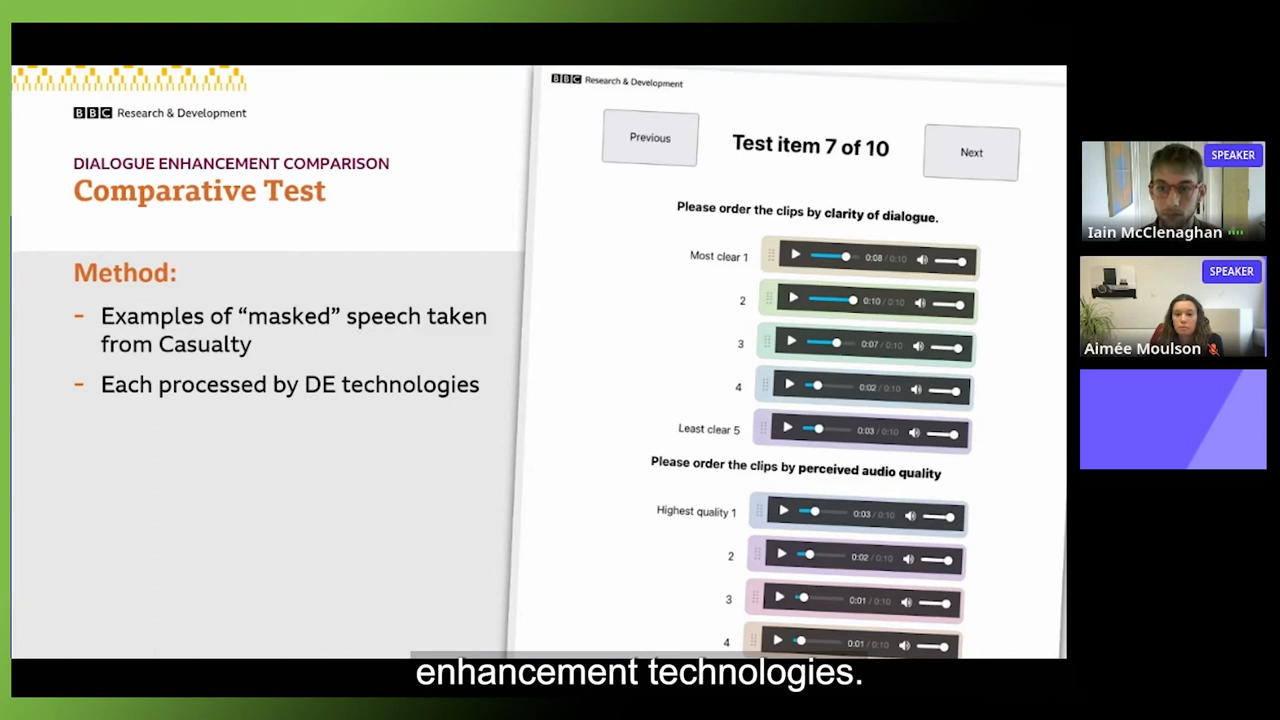 BBC Research & Development
DIALOGUE ENHANCEMENT COMPARISON
Comparative Test
Method:
- Examples of “masked” speech taken
from Casualty
- Each processed by DE technologies
BBC Research & Development
Previous
Test item 7 of 10
Next
Please order the clips by clarity of dialogue.
Most clear 1
0:08 / 0:10
2
0:10 / 0:10
3
0:07 / 0:10
4
0:02 / 0:10
Least clear 5
0:03 / 0:10
Please order the clips by perceived audio quality
Highest quality 1
0:03 / 0:10
2
0:02 / 0:10
3
0:01 / 0:10
4
0:01 / 0:10
SPEAKER
Iain McClenaghan
SPEAKER
Aimée Moulson
enhancement technologies.